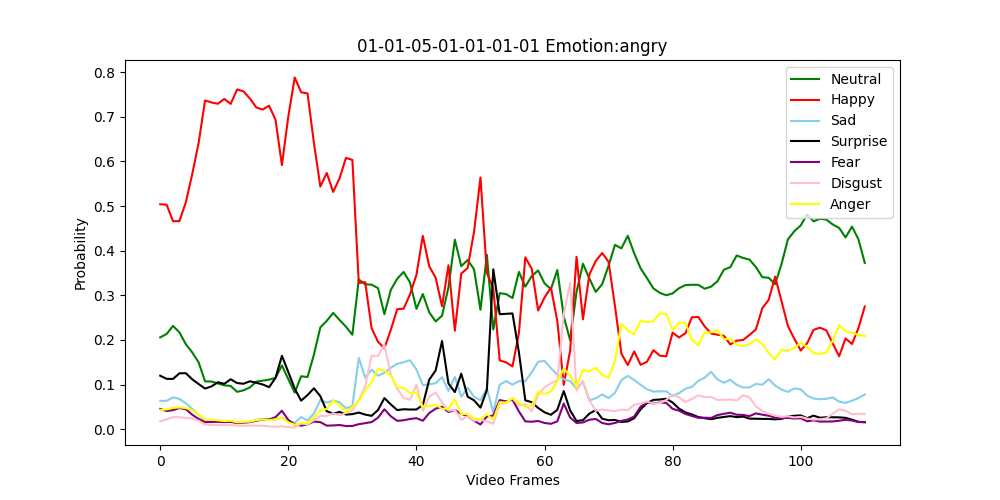 01-01-05-01-01-01-01 Emotion:angry
Probability
0.8
0.7
0.6
0.5
0.4
0.3
0.2
0.1
0.0
Neutral
Happy
Sad
Surprise
Fear
Disgust
Anger
0
20
40
60
80
100
Video Frames